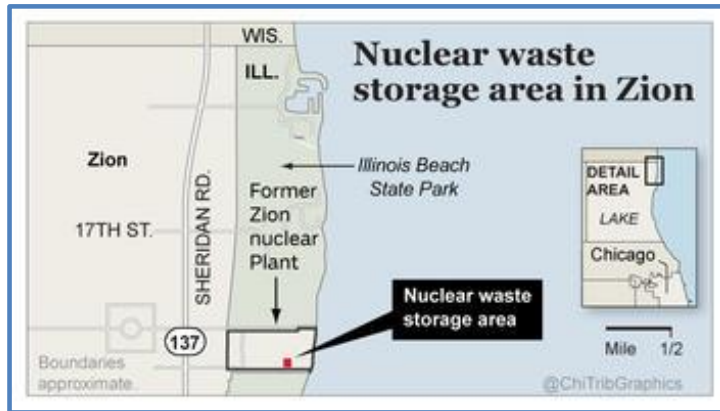 WIS.
ILL.
Nuclear waste
storage area in Zion
Zion
Illinois Beach
State Park
SHERIDAN RD.
17TH ST.
Former
Zion
nuclear
Plant
DETAIL
AREA
LAKE
Chicago
Nuclear waste
storage area
137
Mile 1/2
Boundaries
approximate.
@ChiTribGraphics